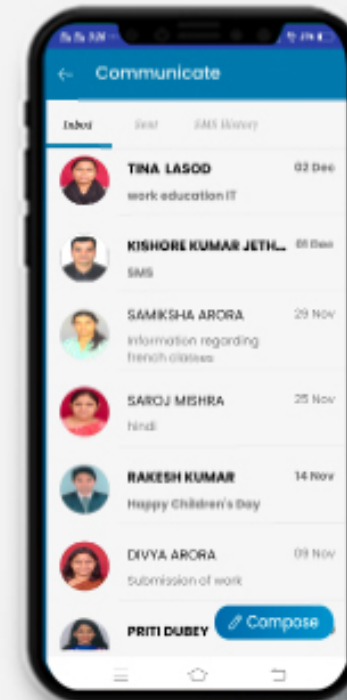 Communicate
Inbox Sent SMS History
TINA LASOD 02 Dec
work education IT
KISHORE KUMAR JETH... 01 Dec
SMS
SAMIKSHA ARORA 29 Nov
Information regarding
french classes
SAROJ MISHRA 25 Nov
hindi
RAKESH KUMAR 14 Nov
Happy Children's Day
DIVYA ARORA 09 Nov
Submission of work
PRITI DUBEY
Compose